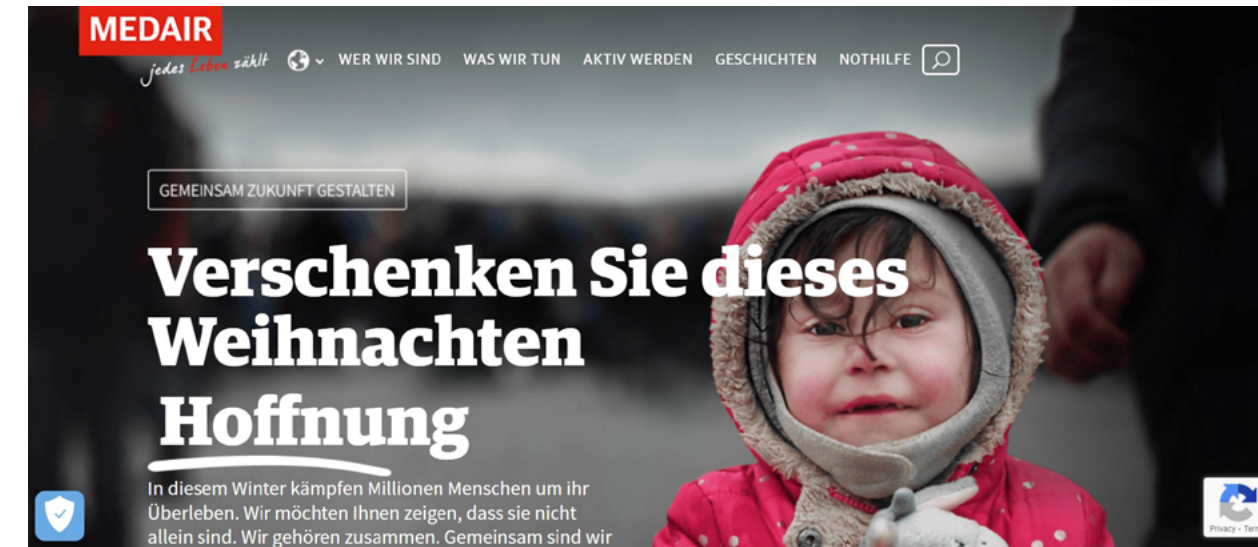 MEDAIR
jedes Leben zählt
WER WIR SIND WAS WIR TUN AKTIV WERDEN GESCHICHTEN NOTHILFE
GEMEINSAM ZUKUNFT GESTALTEN
Verschenken Sie dieses
Weihnachten
Hoffnung
In diesem Winter kämpfen Millionen Menschen um ihr
Überleben. Wir möchten Ihnen zeigen, dass sie nicht
allein sind. Wir gehören zusammen. Gemeinsam sind wir
Privacy -